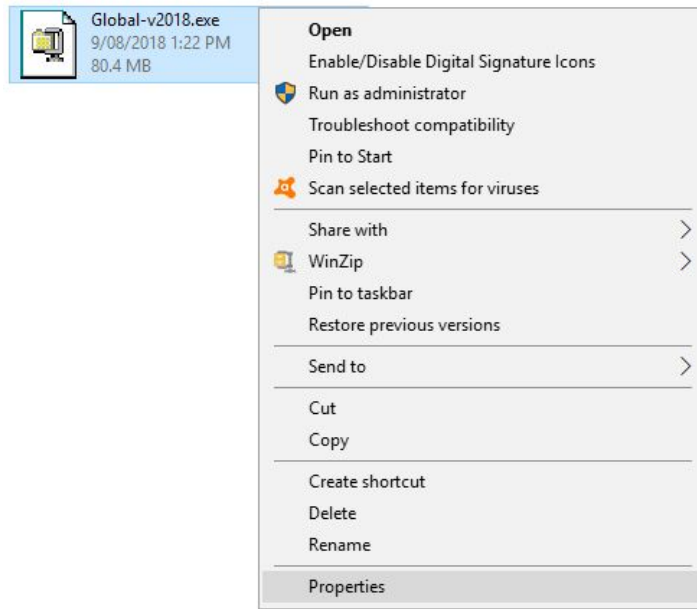 Global-v2018.exe
9/08/2018 1:22 PM
80.4 MB
Open
Enable/Disable Digital Signature Icons
Run as administrator
Troubleshoot compatibility
Pin to Start
Scan selected items for viruses
Share with
WinZip
Pin to taskbar
Restore previous versions
Send to
Cut
Copy
Create shortcut
Delete
Rename
Properties